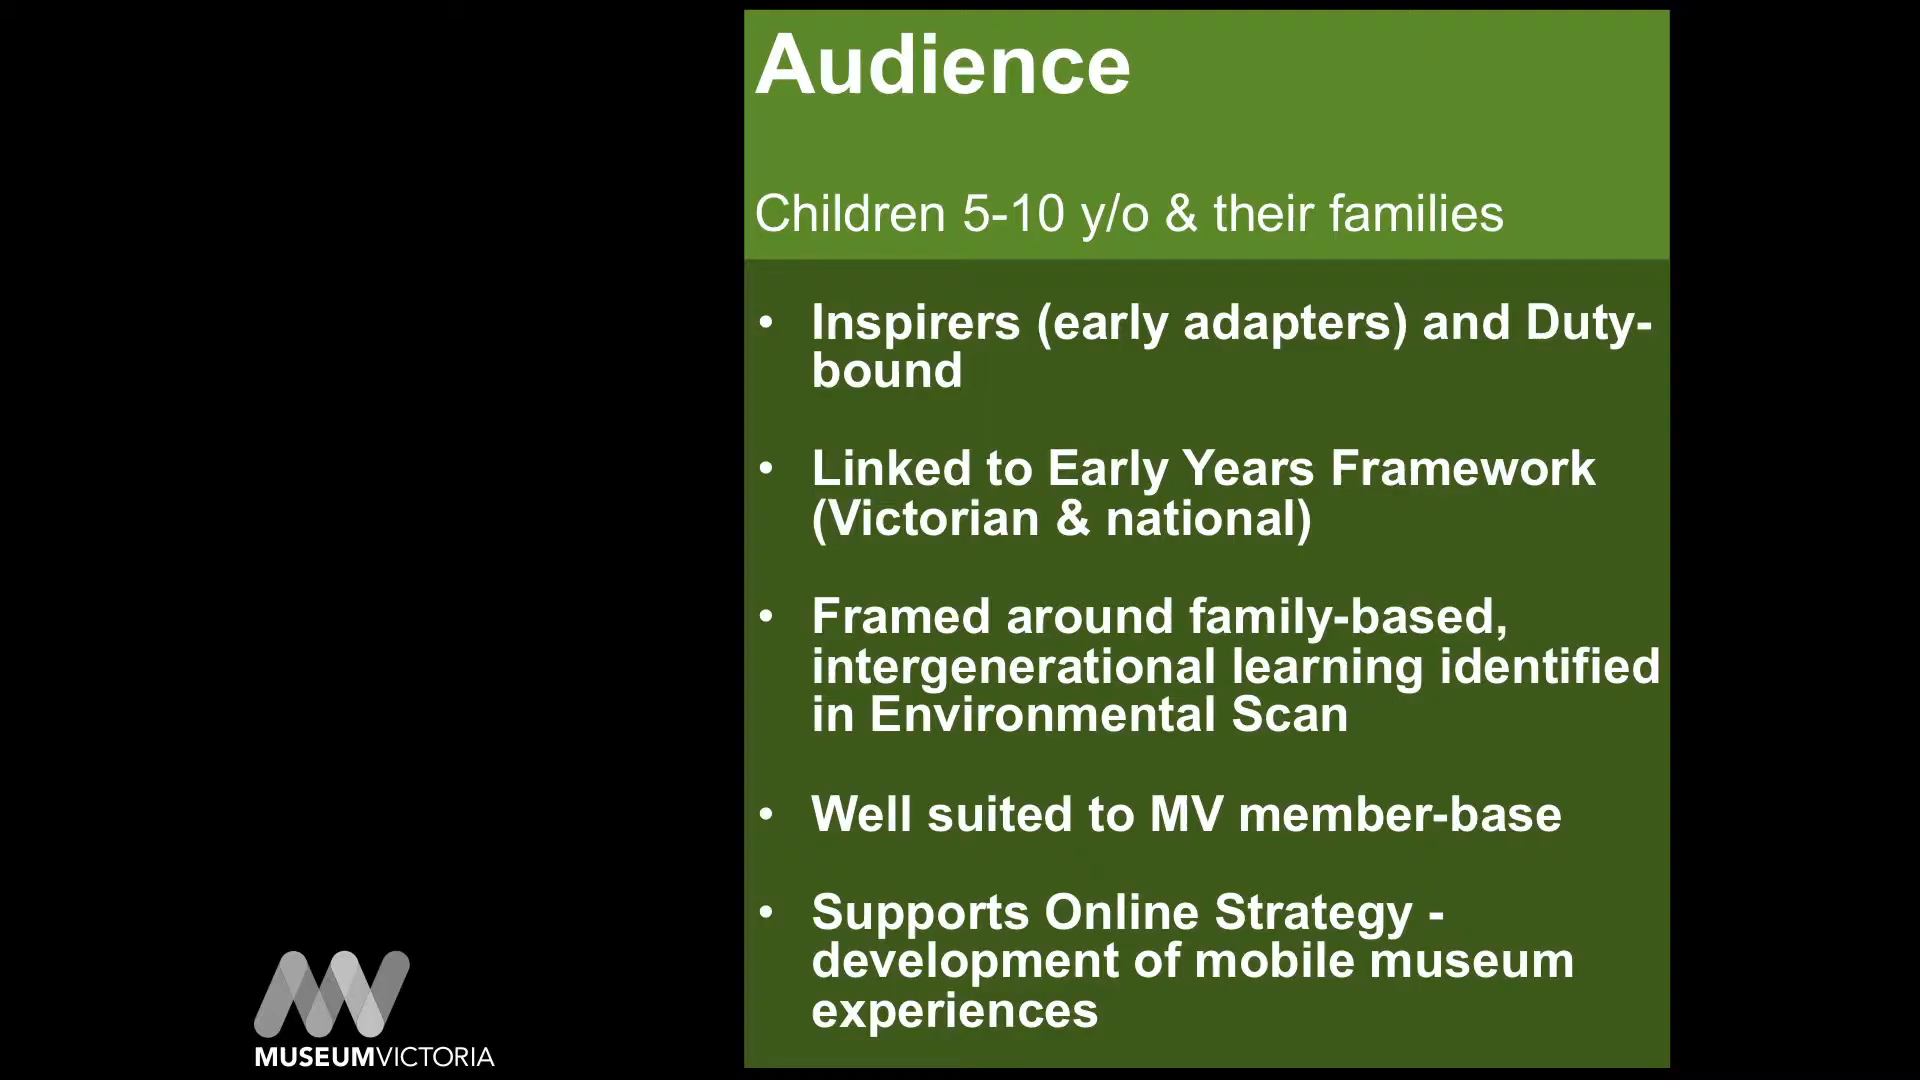 Audience
Children 5-10 y/o & their families
• Inspirers (early adapters) and Duty-
bound
• Linked to Early Years Framework
(Victorian & national)
• Framed around family-based,
intergenerational learning identified
in Environmental Scan
• Well suited to MV member-base
• Supports Online Strategy -
development of mobile museum
experiences
MUSEUMVICTORIA